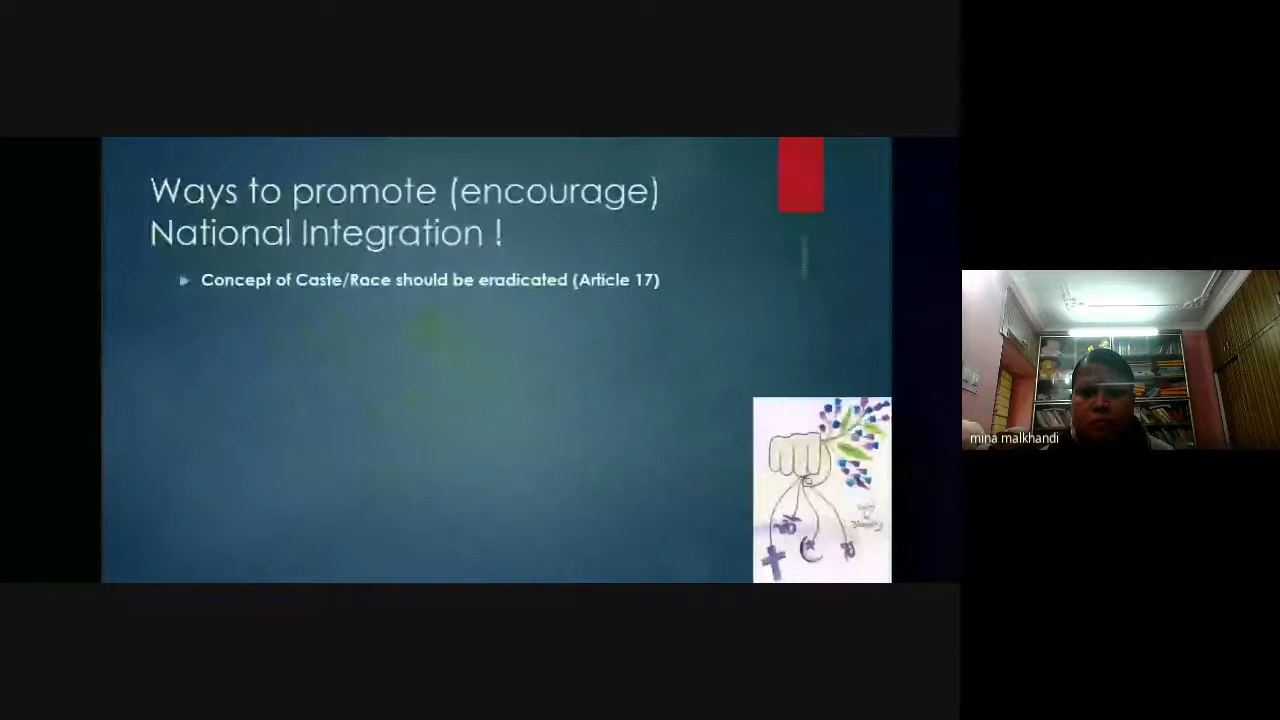 Ways to promote (encourage)
National Integration !
Concept of Caste/Race should be eradicated (Article 17)
mina malkhandi